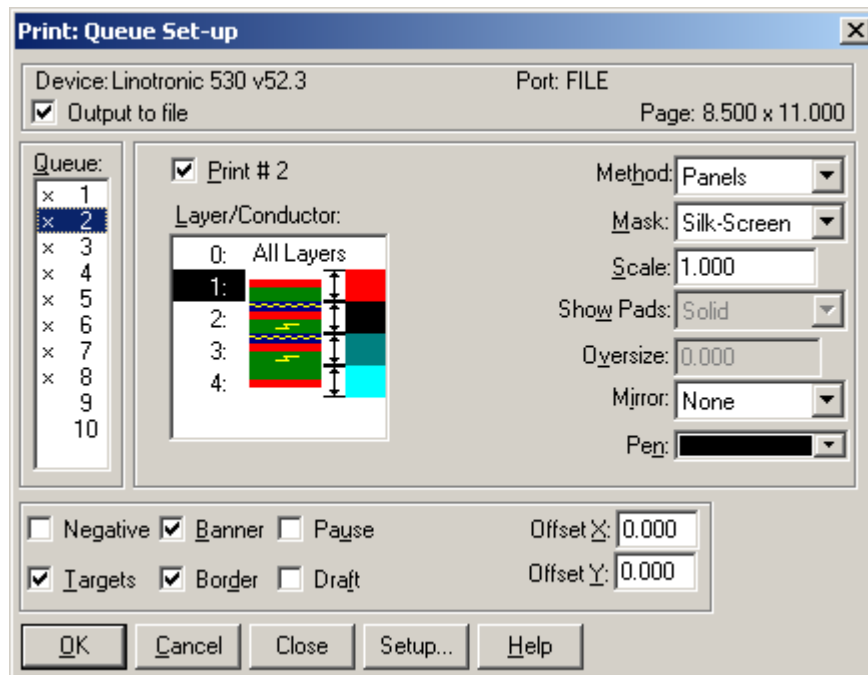 Print: Queue Set-up
Device: Linotronic 530 v52.3 Port: FILE
Output to file Page: 8.500 x 11.000
Queue:
x 1
x 2
x 3
x 4
x 5
x 6
x 7
x 8
9
10
Print # 2
Layer/Conductor:
0: All Layers
1:
2:
3:
4:
Method: Panels
Mask: Silk-Screen
Scale: 1.000
Show Pads: Solid
Oversize: 0.000
Mirror: None
Pen:
Negative Banner Pause Offset X: 0.000
Targets Border Draft Offset Y: 0.000
OK Cancel Close Setup... Help